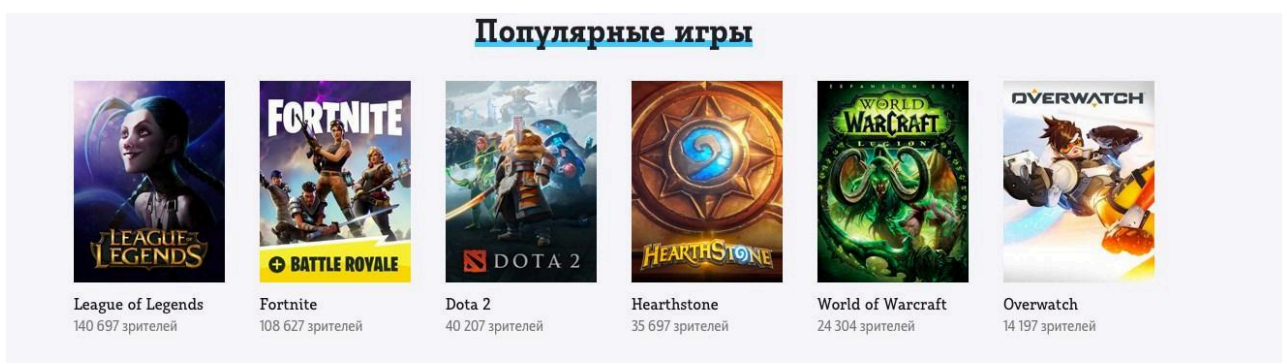 Популярные игры
LEAGUE OF LEGENDS
FORTNITE
BATTLE ROYALE
DOTA 2
HEARTHSTONE
EXPANSION SET
WORLD
WARCRAFT
LEGION
OVERWATCH
League of Legends
140 697 зрителей
Fortnite
108 627 зрителей
Dota 2
40 207 зрителей
Hearthstone
35 697 зрителей
World of Warcraft
24 304 зрителей
Overwatch
14 197 зрителей